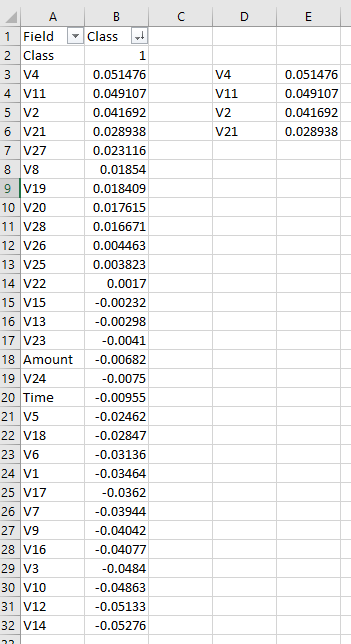 A B C D E
1 Field Class
2 Class 1
3 V4 0.051476 V4 0.051476
4 V11 0.049107 V11 0.049107
5 V2 0.041692 V2 0.041692
6 V21 0.028938 V21 0.028938
7 V27 0.023116
8 V8 0.01854
9 V19 0.018409
10 V20 0.017615
11 V28 0.016671
12 V26 0.004463
13 V25 0.003823
14 V22 0.0017
15 V15 -0.00232
16 V13 -0.00298
17 V23 -0.0041
18 Amount -0.00682
19 V24 -0.0075
20 Time -0.00955
21 V5 -0.02462
22 V18 -0.02847
23 V6 -0.03136
24 V1 -0.03464
25 V17 -0.0362
26 V7 -0.03944
27 V9 -0.04042
28 V16 -0.04077
29 V3 -0.0484
30 V10 -0.04863
31 V12 -0.05133
32 V14 -0.05276